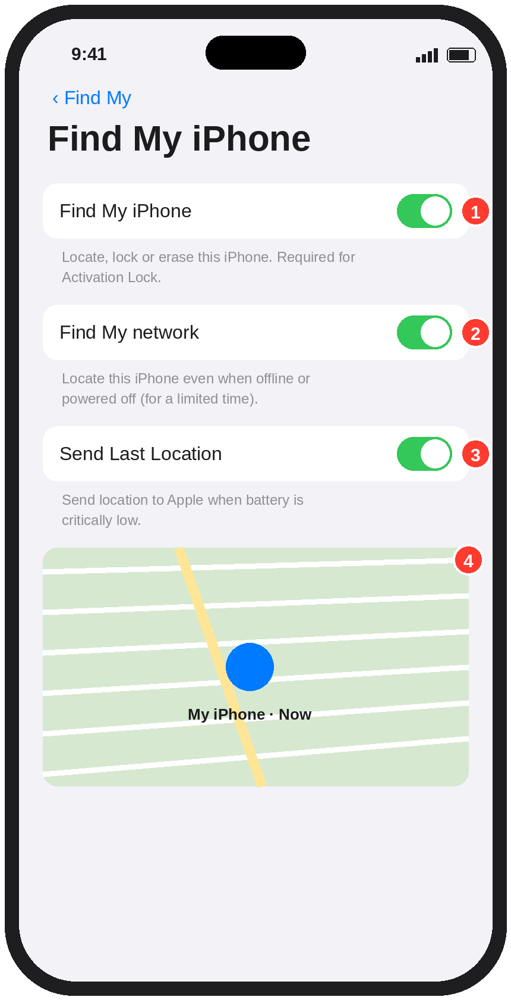 9:41
‹ Find My
Find My iPhone
Find My iPhone
1
Locate, lock or erase this iPhone. Required for
Activation Lock.
Find My network
2
Locate this iPhone even when offline or
powered off (for a limited time).
Send Last Location
3
Send location to Apple when battery is
critically low.
4
My iPhone · Now